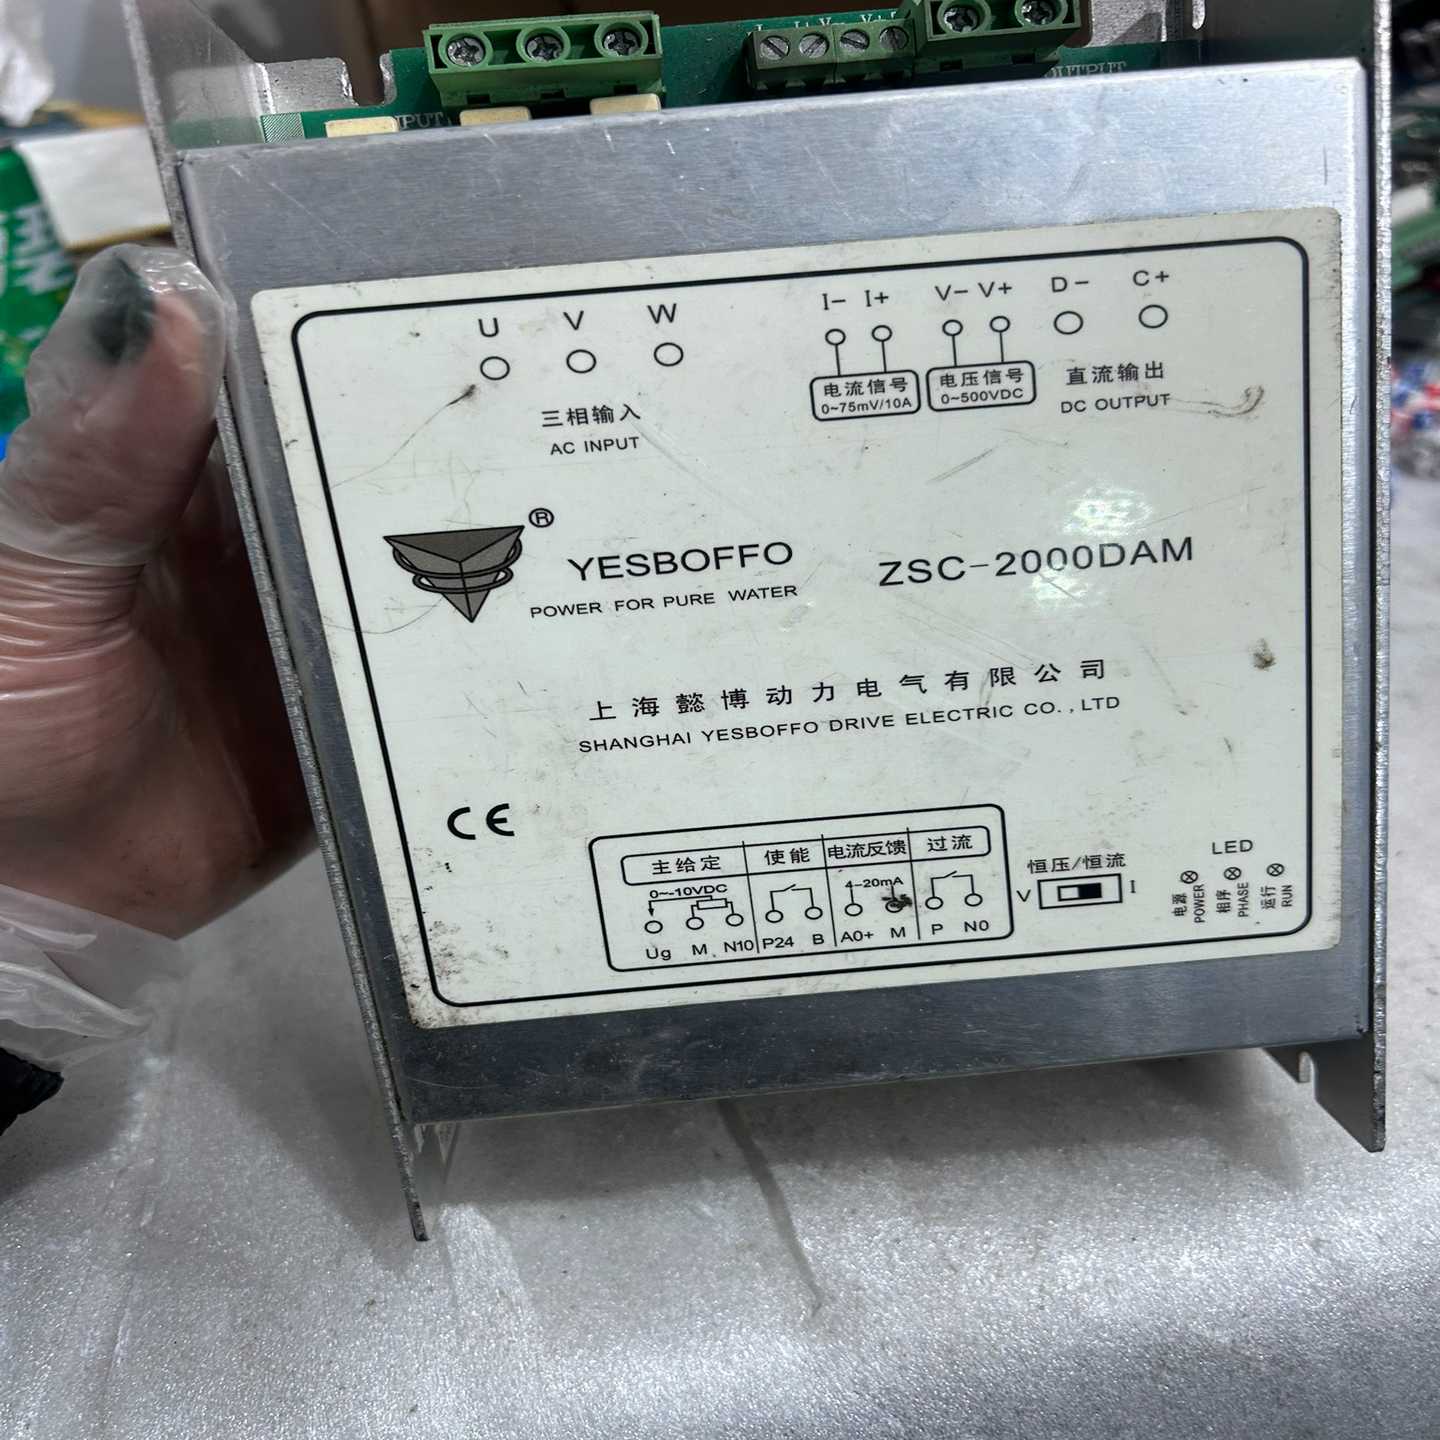 INPUT
OUTPUT
U V W
I− I+ V− V+ D− C+
三相输入
AC INPUT
电流信号
0~75mV/10A
电压信号
0~500VDC
直流输出
DC OUTPUT
®
YESBOFFO
POWER FOR PURE WATER
ZSC-2000DAM
上海懿博动力电气有限公司
SHANGHAI YESBOFFO DRIVE ELECTRIC CO.,LTD
CE
主给定 使能 电流反馈 过流
0~-10VDC 4-20mA
Ug M N10 P24 B A0+ M P N0
恒压/恒流
V I
LED
电源 POWER
相序 PHASE
运行 RUN